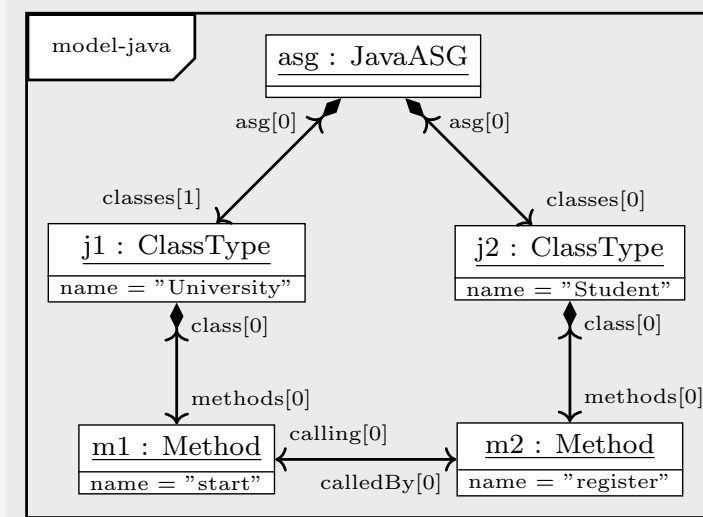 model-java
asg : JavaASG
asg[0] asg[0]
classes[1] classes[0]
j1 : ClassType j2 : ClassType
name = "University" name = "Student"
class[0] class[0]
methods[0] methods[0]
m1 : Method calling[0] m2 : Method
name = "start" calledBy[0] name = "register"